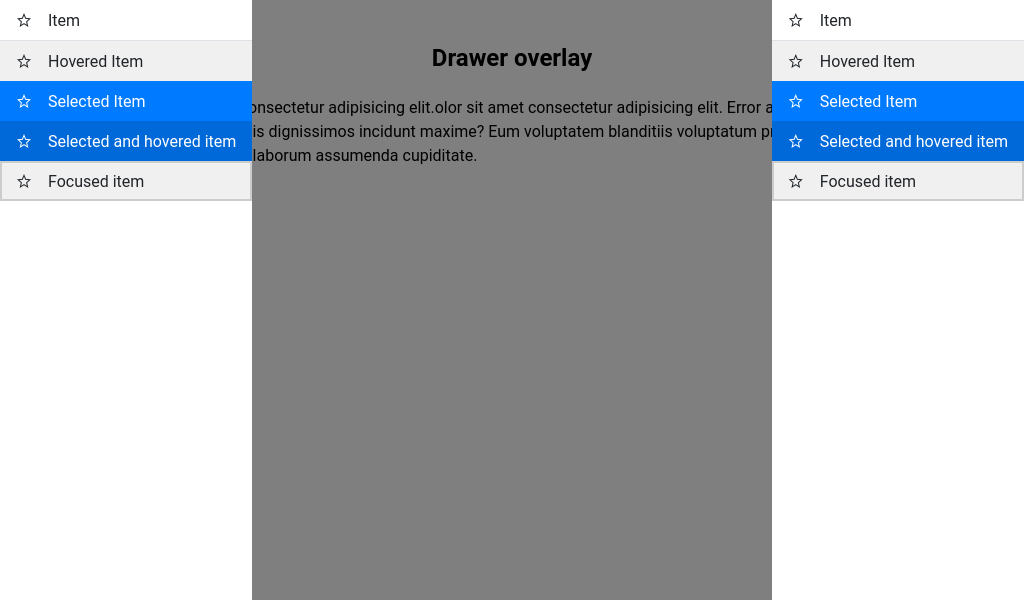 Item
Hovered Item
Selected Item
Selected and hovered item
Focused item
Drawer overlay
onsectetur adipisicing elit.olor sit amet consectetur adipisicing elit. Error a
is dignissimos incidunt maxime? Eum voluptatem blanditiis voluptatum pr
laborum assumenda cupiditate.
Item
Hovered Item
Selected Item
Selected and hovered item
Focused item